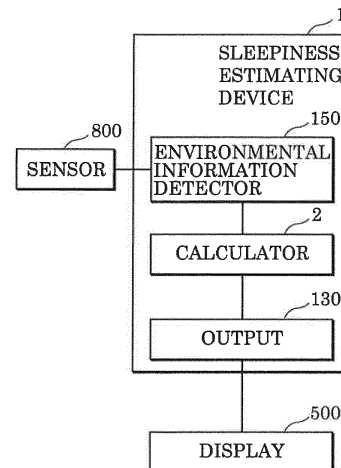 1
SLEEPINESS
ESTIMATING
DEVICE
800
150
SENSOR
ENVIRONMENTAL
INFORMATION
DETECTOR
2
CALCULATOR
130
OUTPUT
500
DISPLAY